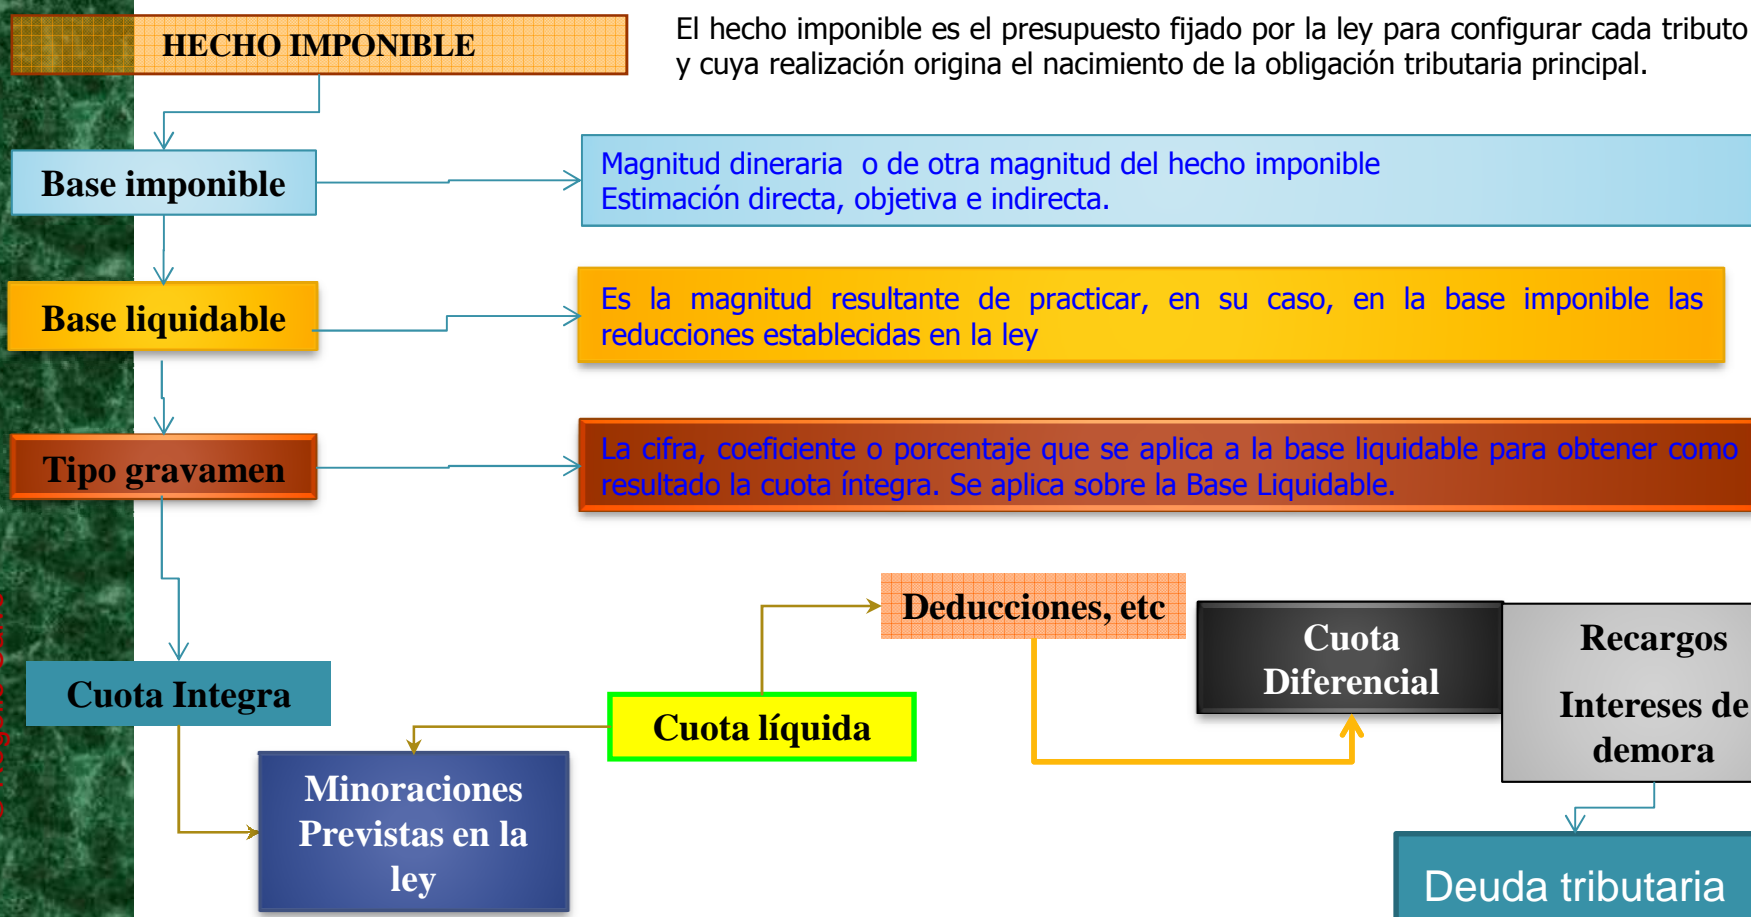 HECHO IMPONIBLE
El hecho imponible es el presupuesto fijado por la ley para configurar cada tributo
y cuya realización origina el nacimiento de la obligación tributaria principal.
Base imponible
Magnitud dineraria o de otra magnitud del hecho imponible
Estimación directa, objetiva e indirecta.
Base liquidable
Es la magnitud resultante de practicar, en su caso, en la base imponible las
reducciones establecidas en la ley
Tipo gravamen
La cifra, coeficiente o porcentaje que se aplica a la base liquidable para obtener como
resultado la cuota íntegra. Se aplica sobre la Base Liquidable.
Deducciones, etc
Cuota
Diferencial
Recargos
Intereses de
demora
Cuota Integra
Cuota líquida
Minoraciones
Previstas en la
ley
Deuda tributaria